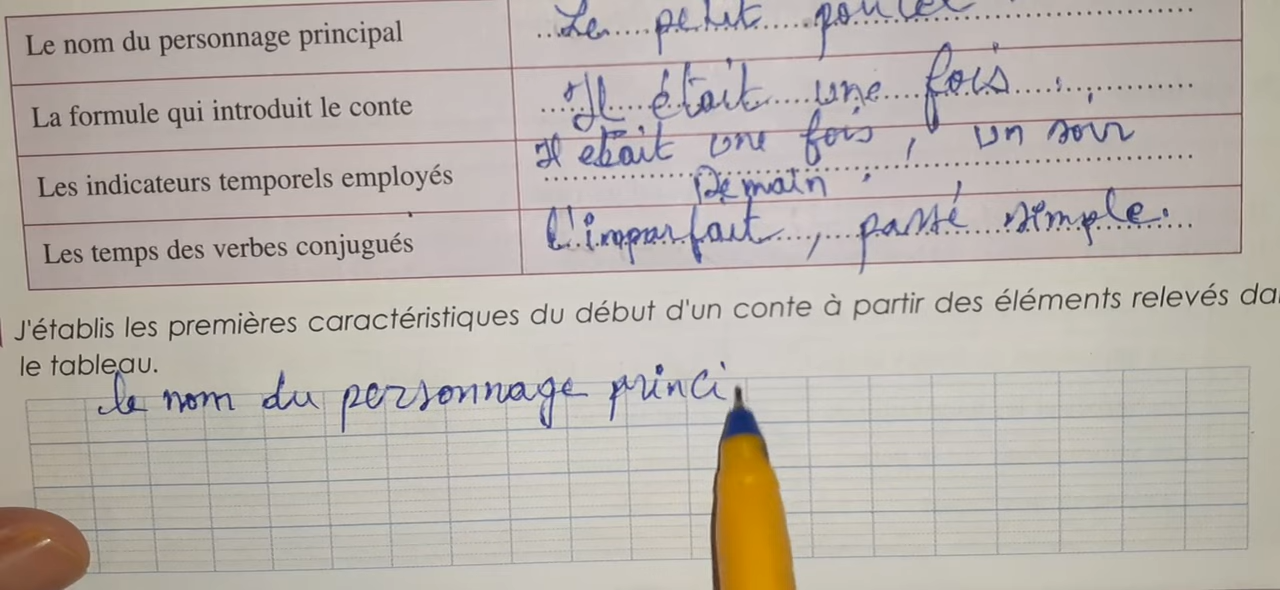 Le nom du personnage principal Le petit poucet
La formule qui introduit le conte Il était une fois
Il etait une fois, un soir
Les indicateurs temporels employés Demain
Les temps des verbes conjugués L'imparfait, passé simple.
J'établis les premières caractéristiques du début d'un conte à partir des éléments relevés da
le tableau.
le nom du personnage princi